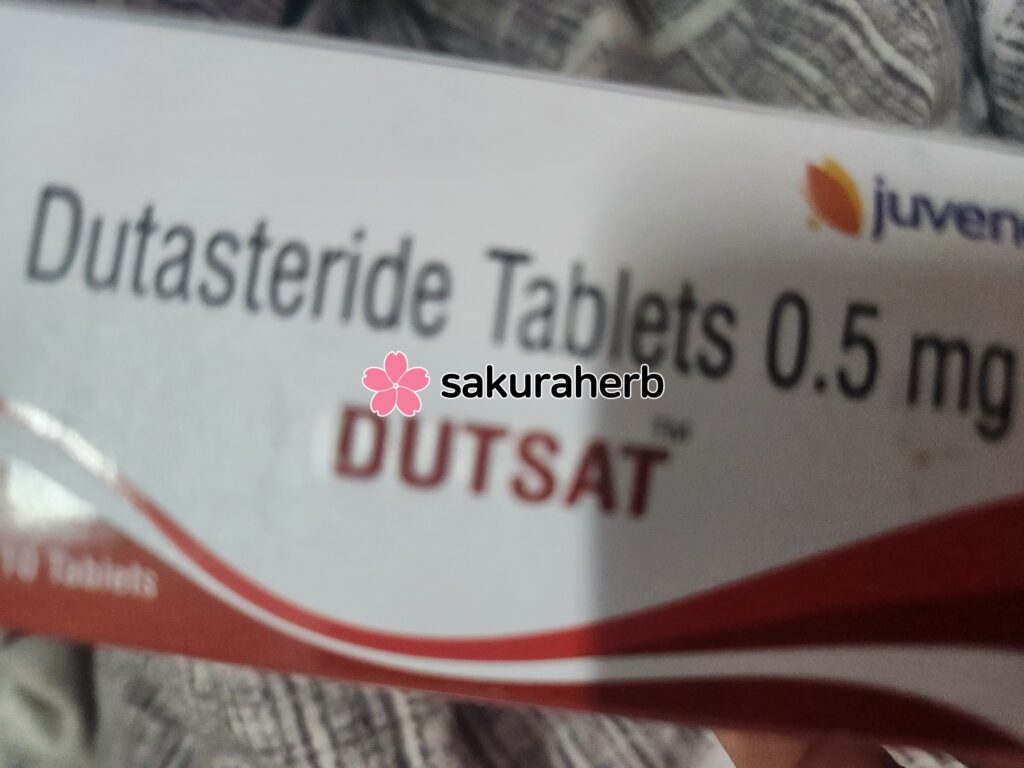 juven
Dutasteride Tablets 0.5 mg
sakuraherb
DUTSAT™
10 Tablets